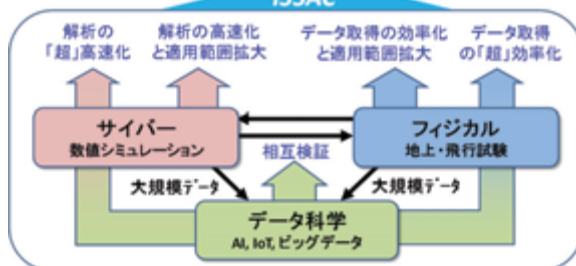 ISSAC
解析の
「超」高速化
解析の高速化
と適用範囲拡大
データ取得の効率化
と適用範囲拡大
データ取得
の「超」効率化
サイバー
数値シミュレーション
フィジカル
地上・飛行試験
相互検証
大規模データ
大規模データ
データ科学
AI, IoT, ビッグデータ